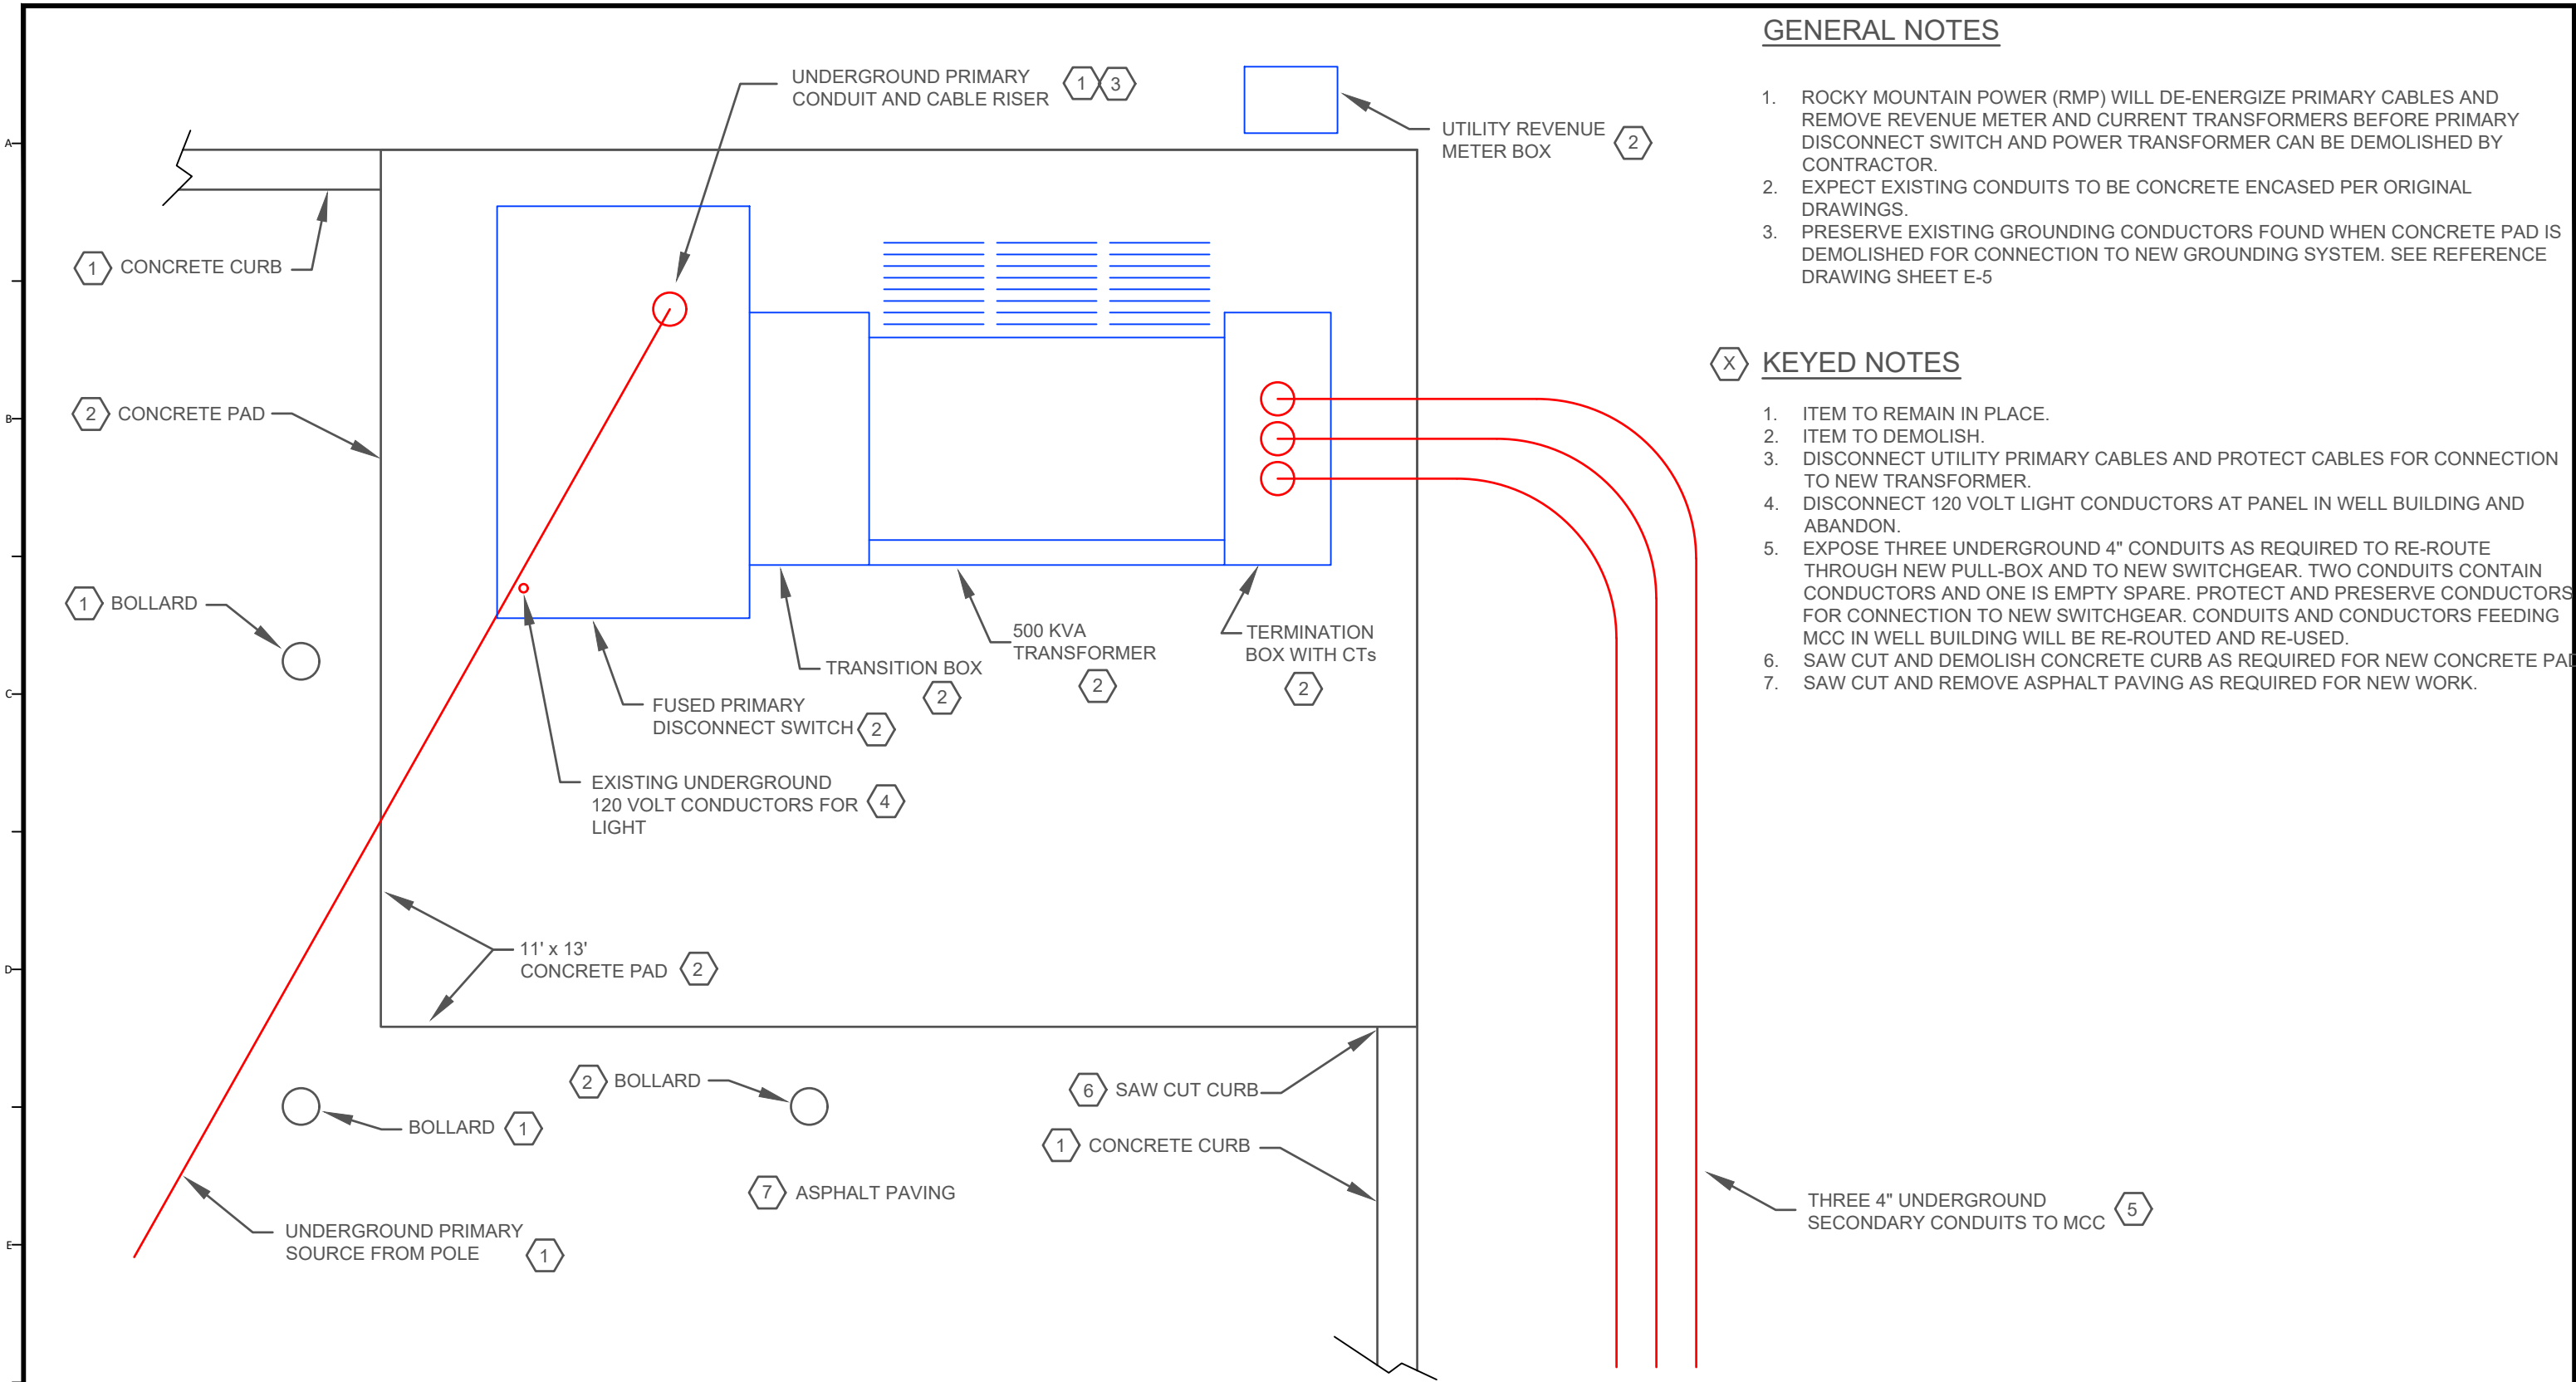 GENERAL NOTES
1. ROCKY MOUNTAIN POWER (RMP) WILL DE-ENERGIZE PRIMARY CABLES AND
REMOVE REVENUE METER AND CURRENT TRANSFORMERS BEFORE PRIMARY
DISCONNECT SWITCH AND POWER TRANSFORMER CAN BE DEMOLISHED BY
CONTRACTOR.
2. EXPECT EXISTING CONDUITS TO BE CONCRETE ENCASED PER ORIGINAL
DRAWINGS.
3. PRESERVE EXISTING GROUNDING CONDUCTORS FOUND WHEN CONCRETE PAD IS
DEMOLISHED FOR CONNECTION TO NEW GROUNDING SYSTEM. SEE REFERENCE
DRAWING SHEET E-5
X KEYED NOTES
1. ITEM TO REMAIN IN PLACE.
2. ITEM TO DEMOLISH.
3. DISCONNECT UTILITY PRIMARY CABLES AND PROTECT CABLES FOR CONNECTION
TO NEW TRANSFORMER.
4. DISCONNECT 120 VOLT LIGHT CONDUCTORS AT PANEL IN WELL BUILDING AND
ABANDON.
5. EXPOSE THREE UNDERGROUND 4" CONDUITS AS REQUIRED TO RE-ROUTE
THROUGH NEW PULL-BOX AND TO NEW SWITCHGEAR. TWO CONDUITS CONTAIN
CONDUCTORS AND ONE IS EMPTY SPARE. PROTECT AND PRESERVE CONDUCTORS
FOR CONNECTION TO NEW SWITCHGEAR. CONDUITS AND CONDUCTORS FEEDING
MCC IN WELL BUILDING WILL BE RE-ROUTED AND RE-USED.
6. SAW CUT AND DEMOLISH CONCRETE CURB AS REQUIRED FOR NEW CONCRETE PAD
7. SAW CUT AND REMOVE ASPHALT PAVING AS REQUIRED FOR NEW WORK.
UNDERGROUND PRIMARY 1 3
CONDUIT AND CABLE RISER
UTILITY REVENUE 2
METER BOX
A
1 CONCRETE CURB
B
2 CONCRETE PAD
1 BOLLARD
500 KVA
TRANSFORMER
2
TERMINATION
BOX WITH CTs
2
TRANSITION BOX
2
C
FUSED PRIMARY
DISCONNECT SWITCH 2
EXISTING UNDERGROUND
120 VOLT CONDUCTORS FOR 4
LIGHT
D
11' x 13'
CONCRETE PAD 2
2 BOLLARD
6 SAW CUT CURB
BOLLARD 1
1 CONCRETE CURB
7 ASPHALT PAVING
THREE 4" UNDERGROUND
SECONDARY CONDUITS TO MCC 5
E
UNDERGROUND PRIMARY
SOURCE FROM POLE 1